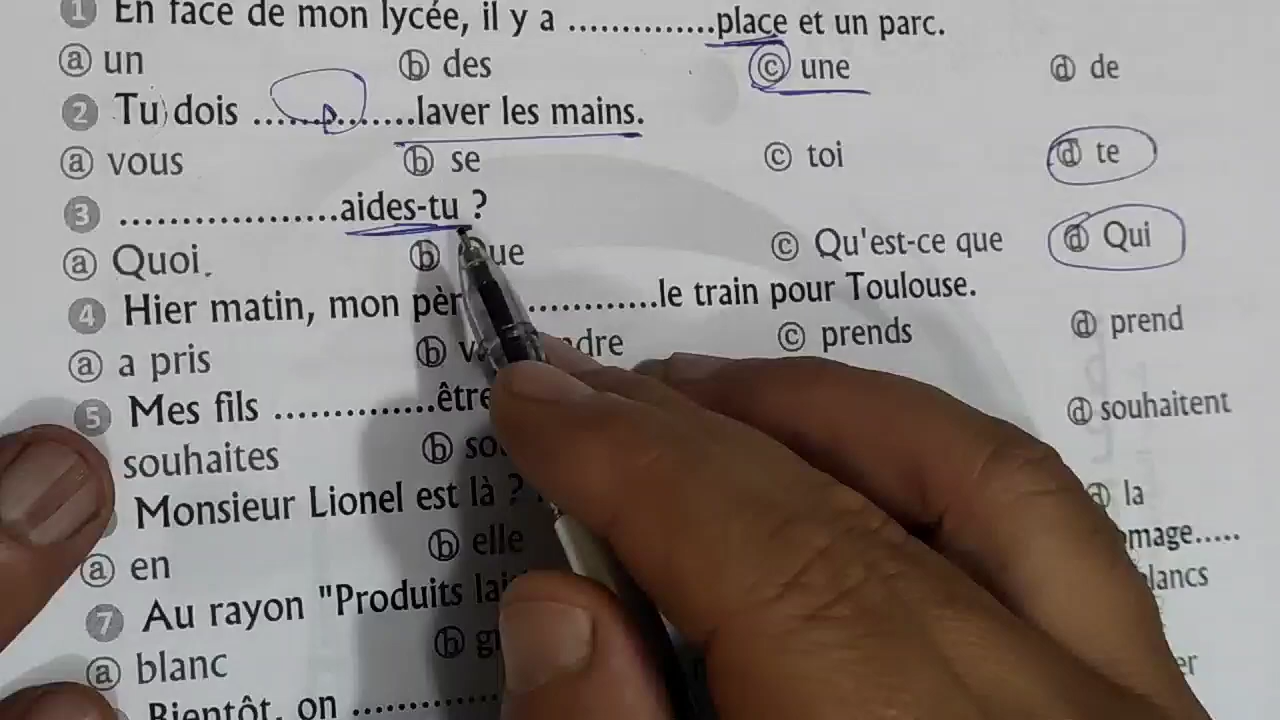 1 En face de mon lycée, il y a ..............place et un parc.
a un b des c une d de
2 Tu dois ...............laver les mains.
a vous b se c toi d te
3 ...................aides-tu ?
a Quoi b Que c Qu'est-ce que d Qui
4 Hier matin, mon ............le train pour Toulouse.
a a pris b c prends d prend
5 Mes fils ..............être
souhaites b d souhaitent
Monsieur Lionel est là ?
a en b elle d la
7 Au rayon "Produits
a blanc b
Bientôt, on ..............